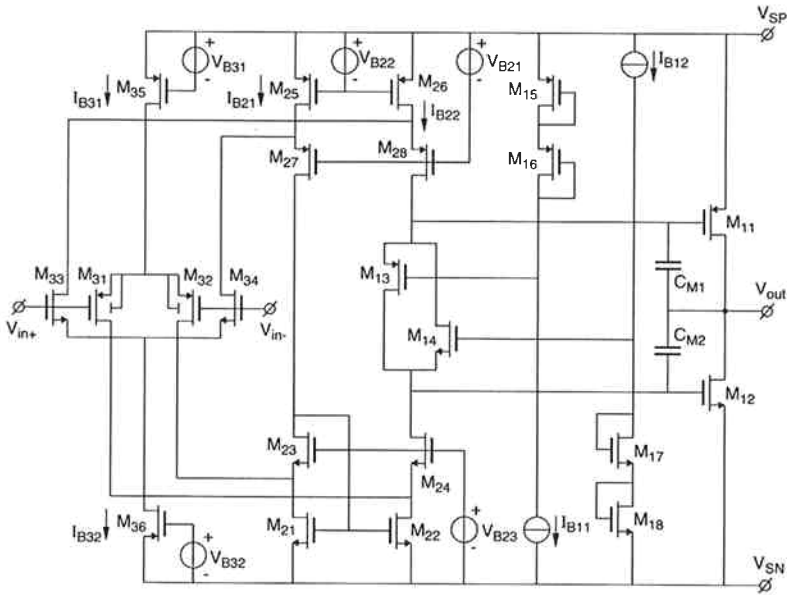 V_SP
+
V_B31
-
+
V_B22
-
+
V_B21
-
I_B12
M_35
I_B31
M_25
I_B21
M_26
I_B22
M_15
M_27
M_28
M_16
M_11
M_33
M_31
M_32
M_34
M_13
C_M1
V_in+
V_in-
V_out
M_14
C_M2
M_12
M_23
M_24
M_17
M_21
M_22
M_18
I_B32
M_36
+
V_B32
-
+
V_B23
-
I_B11
V_SN